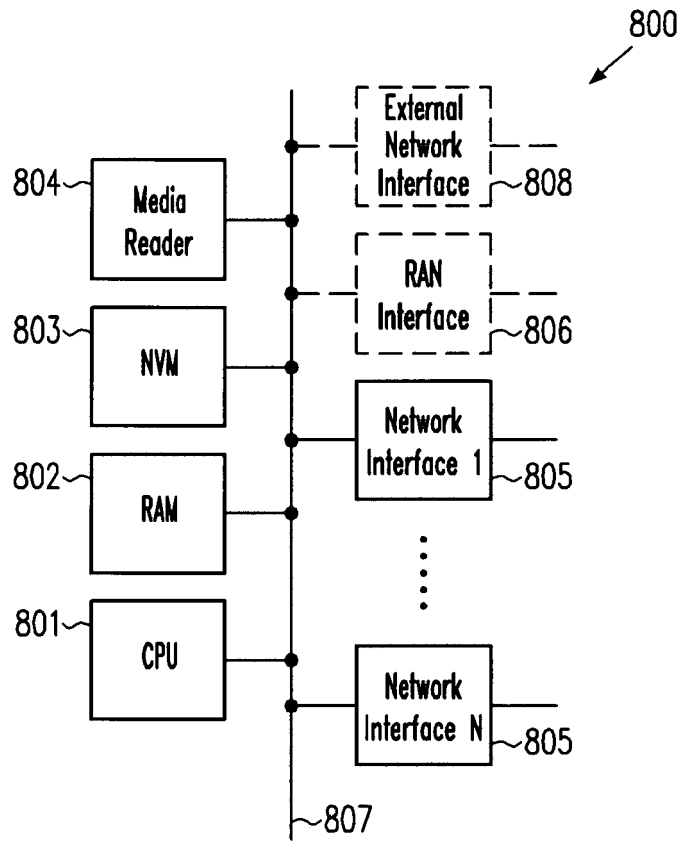 800
External
Network
Interface
808
804
Media
Reader
RAN
Interface
806
803
NVM
Network
Interface 1
805
802
RAM
801
CPU
Network
Interface N
805
807